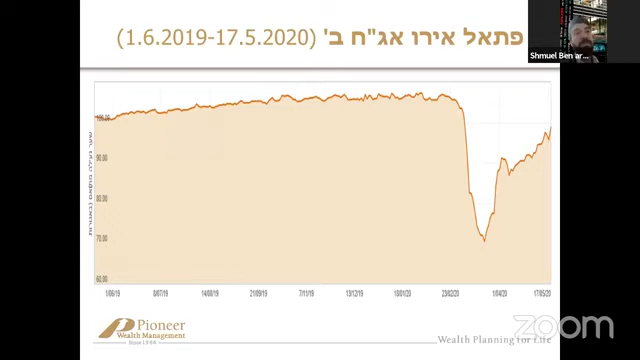 פתאל אירו אג"ח ב' (1.6.2019-17.5.2020)
Shmuel Ben ar...
100.00
90.00
80.00
70.00
60.00
1/06/19
8/07/19
14/08/19
21/09/19
7/11/19
13/12/19
18/01/20
23/02/20
1/04/20
17/05/20
Pioneer
Wealth Management
Since 1984
Wealth Planning for Life
zoom